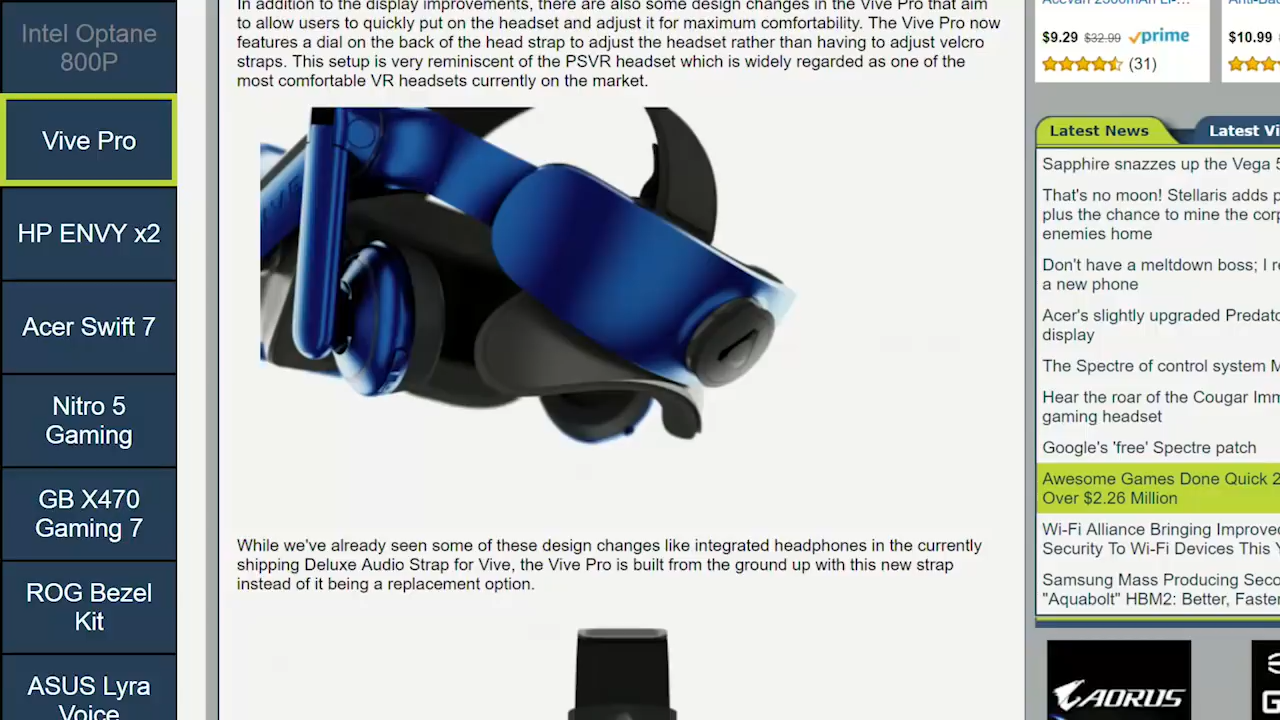 Intel Optane
800P
Vive Pro
HP ENVY x2
Acer Swift 7
Nitro 5
Gaming
GB X470
Gaming 7
ROG Bezel
Kit
ASUS Lyra
Voice
In addition to the display improvements, there are also some design changes in the Vive Pro that aim
to allow users to quickly put on the headset and adjust it for maximum comfortability. The Vive Pro now
features a dial on the back of the head strap to adjust the headset rather than having to adjust velcro
straps. This setup is very reminiscent of the PSVR headset which is widely regarded as one of the
most comfortable VR headsets currently on the market.
While we've already seen some of these design changes like integrated headphones in the currently
shipping Deluxe Audio Strap for Vive, the Vive Pro is built from the ground up with this new strap
instead of it being a replacement option.
$9.29 $32.99 prime
(31)
$10.99
Latest News
Latest Vi
Sapphire snazzes up the Vega 5
That's no moon! Stellaris adds p
plus the chance to mine the cor
enemies home
Don't have a meltdown boss; I re
a new phone
Acer's slightly upgraded Predato
display
The Spectre of control system M
Hear the roar of the Cougar Imm
gaming headset
Google's 'free' Spectre patch
Awesome Games Done Quick 2
Over $2.26 Million
Wi-Fi Alliance Bringing Improved
Security To Wi-Fi Devices This Y
Samsung Mass Producing Seco
"Aquabolt" HBM2: Better, Faster
AORUS